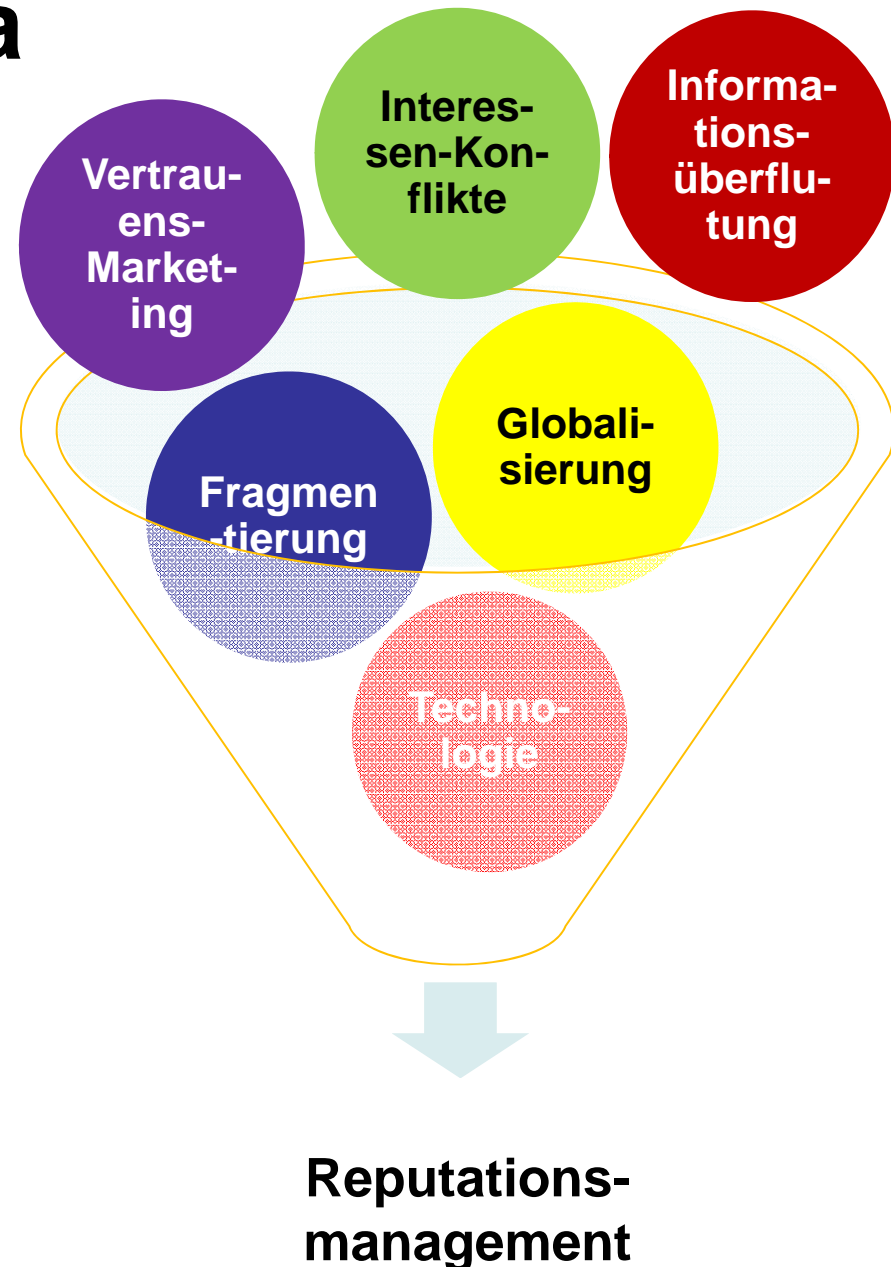 a
Interes-
sen-Kon-
flikte
Informa-
tions-
überflu-
tung
Vertrau-
ens-
Market-
ing
Globali-
sierung
Fragmen
-tierung
Techno-
logie
Reputations-
management